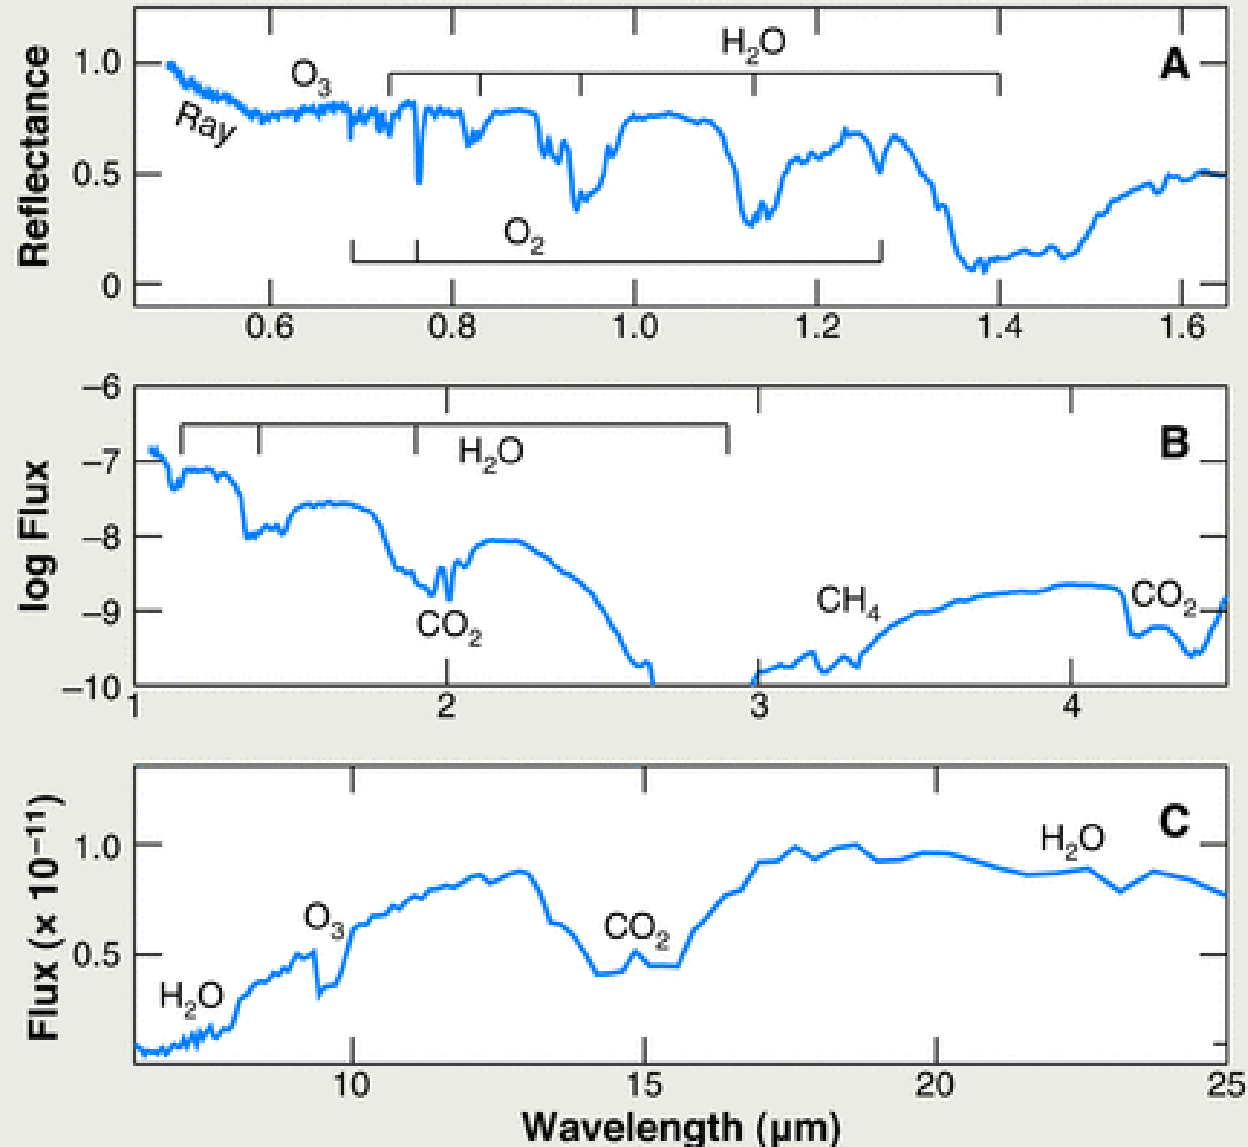 Reflectance
1.0
0.5
0
Ray
O₃
H₂O
A
O₂
0.6 0.8 1.0 1.2 1.4 1.6
log Flux
−6
−7
−8
−9
−10
H₂O
B
CO₂
CH₄
CO₂
1 2 3 4
Flux (x 10⁻¹¹)
1.0
0.5
H₂O
O₃
CO₂
H₂O
C
10 15 20 25
Wavelength (µm)